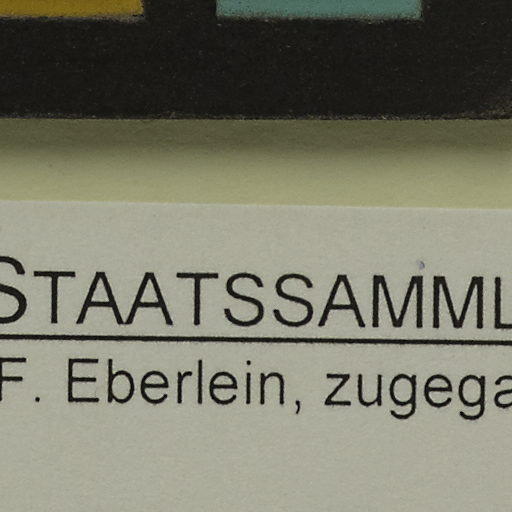 STAATSSAMML
F. Eberlein, zugega